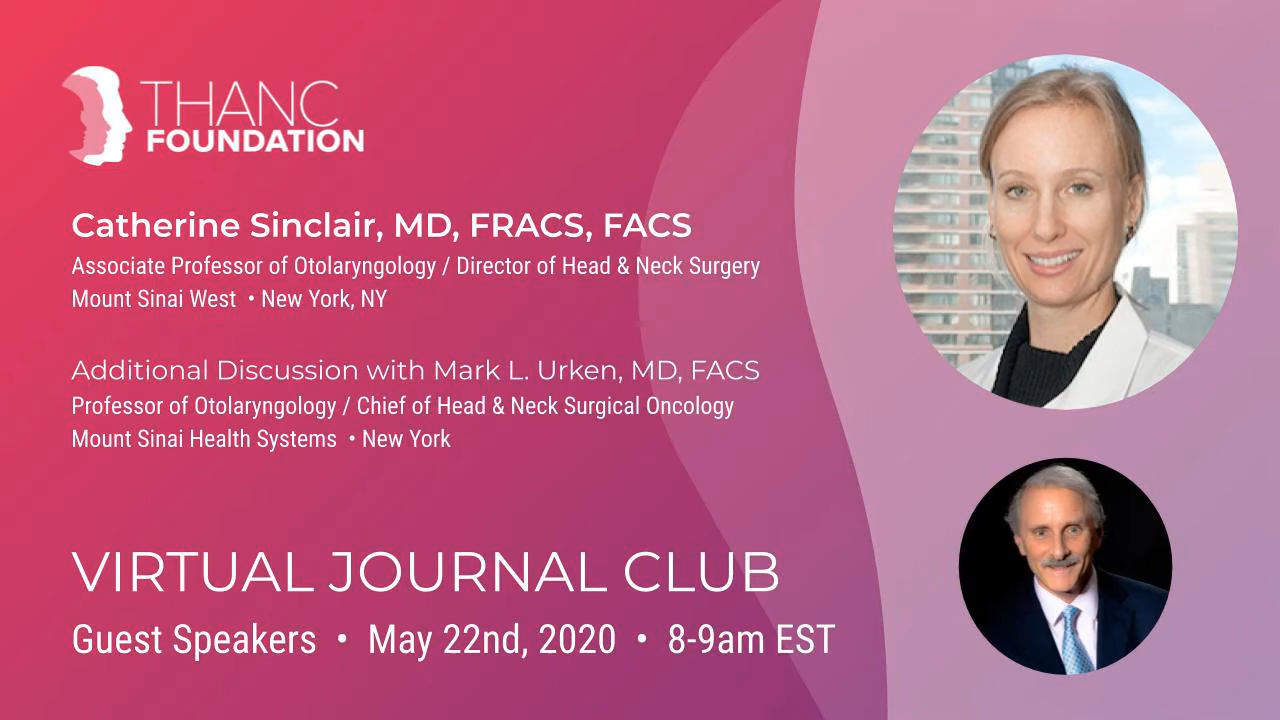 THANC
FOUNDATION
Catherine Sinclair, MD, FRACS, FACS
Associate Professor of Otolaryngology / Director of Head & Neck Surgery
Mount Sinai West • New York, NY
Additional Discussion with Mark L. Urken, MD, FACS
Professor of Otolaryngology / Chief of Head & Neck Surgical Oncology
Mount Sinai Health Systems • New York
VIRTUAL JOURNAL CLUB
Guest Speakers • May 22nd, 2020 • 8-9am EST